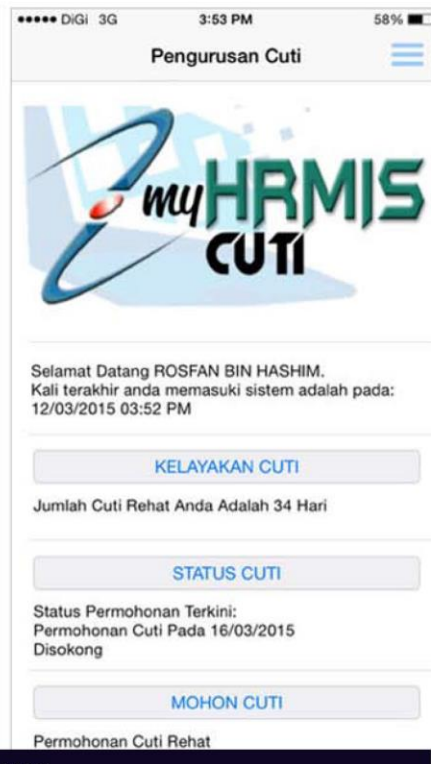 DiGi 3G 3:53 PM 58%
Pengurusan Cuti
myHRMIS
CUTI
Selamat Datang ROSFAN BIN HASHIM.
Kali terakhir anda memasuki sistem adalah pada:
12/03/2015 03:52 PM
KELAYAKAN CUTI
Jumlah Cuti Rehat Anda Adalah 34 Hari
STATUS CUTI
Status Permohonan Terkini:
Permohonan Cuti Pada 16/03/2015
Disokong
MOHON CUTI
Permohonan Cuti Rehat